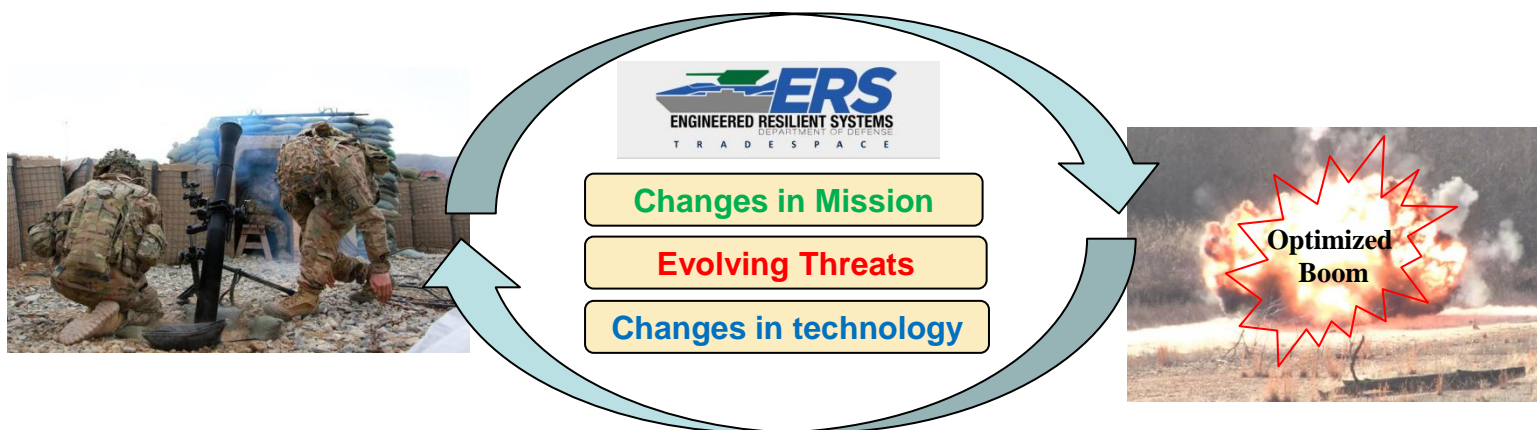 ERS
ENGINEERED RESILIENT SYSTEMS
DEPARTMENT OF DEFENSE
TRADESPACE
Changes in Mission
Evolving Threats
Changes in technology
Optimized
Boom